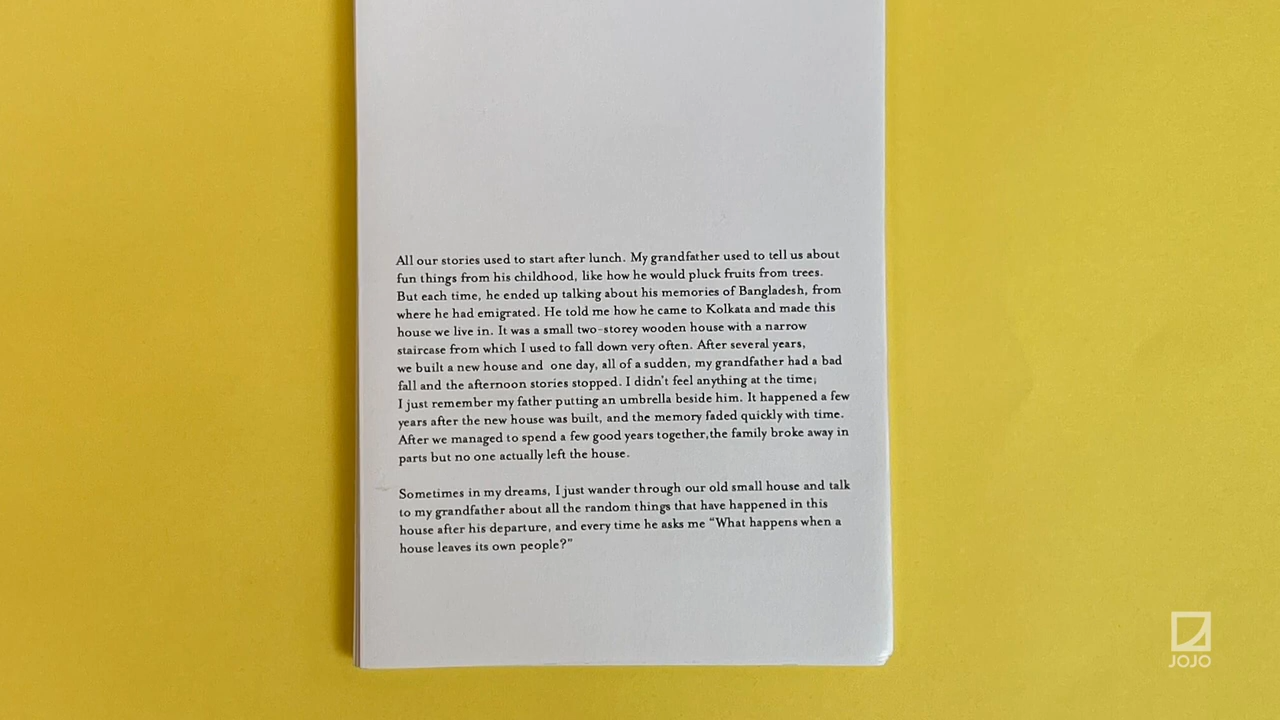 All our stories used to start after lunch. My grandfather used to tell us about
fun things from his childhood, like how he would pluck fruits from trees.
But each time, he ended up talking about his memories of Bangladesh, from
where he had emigrated. He told me how he came to Kolkata and made this
house we live in. It was a small two-storey wooden house with a narrow
staircase from which I used to fall down very often. After several years,
we built a new house and  one day, all of a sudden, my grandfather had a bad
fall and the afternoon stories stopped. I didn't feel anything at the time;
I just remember my father putting an umbrella beside him. It happened a few
years after the new house was built, and the memory faded quickly with time.
After we managed to spend a few good years together,the family broke away in
parts but no one actually left the house.

Sometimes in my dreams, I just wander through our old small house and talk
to my grandfather about all the random things that have happened in this
house after his departure, and every time he asks me “What happens when a
house leaves its own people?”
JOJO